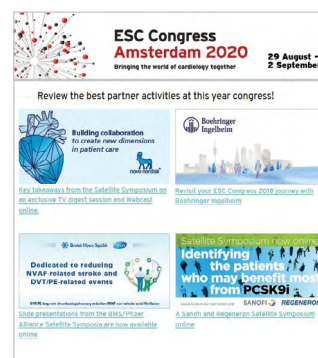 ESC Congress
Amsterdam 2020
Bringing the world of cardiology together
29 August -
2 September
Review the best partner activities at this year congress!
Building collaboration
to create new dimensions
in patient care
novo nordisk
Key takeaways from the Satellite Symposium on
an exclusive TV digest session and Webcast
online.
Boehringer
Ingelheim
Revisit your ESC Congress 2018 journey with
Boehringer Ingelheim
Bristol-Myers Squibb
Pfizer
Dedicated to reducing
NVAF-related stroke and
DVT/PE-related events
Slide presentations from the BMS/Pfizer
Alliance Satellite Symposia are now available
online
Satellite Symposium now online
Identifying
the patients
who may benefit most
from PCSK9i
SANOFI
REGENERON
A Sanofi and Regeneron Satellite Symposium
online